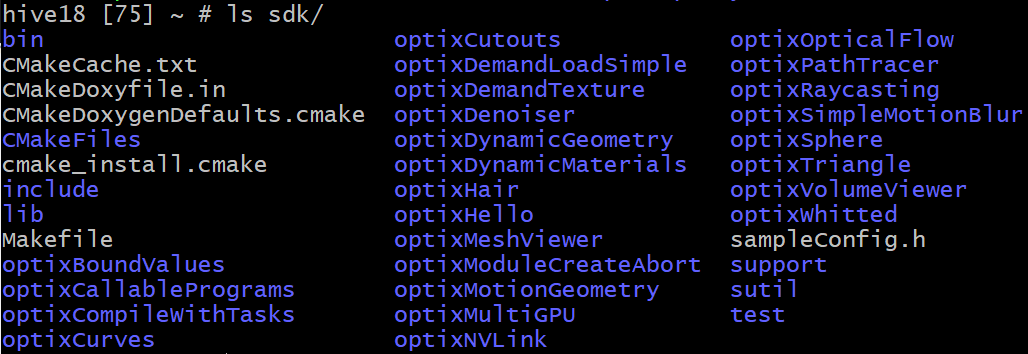 hive18 [75] ~ # ls sdk/
bin optixCutouts optixOpticalFlow
CMakeCache.txt optixDemandLoadSimple optixPathTracer
CMakeDoxyfile.in optixDemandTexture optixRaycasting
CMakeDoxygenDefaults.cmake optixDenoiser optixSimpleMotionBlur
CMakeFiles optixDynamicGeometry optixSphere
cmake_install.cmake optixDynamicMaterials optixTriangle
include optixHair optixVolumeViewer
lib optixHello optixWhitted
Makefile optixMeshViewer sampleConfig.h
optixBoundValues optixModuleCreateAbort support
optixCallablePrograms optixMotionGeometry sutil
optixCompileWithTasks optixMultiGPU test
optixCurves optixNVLink